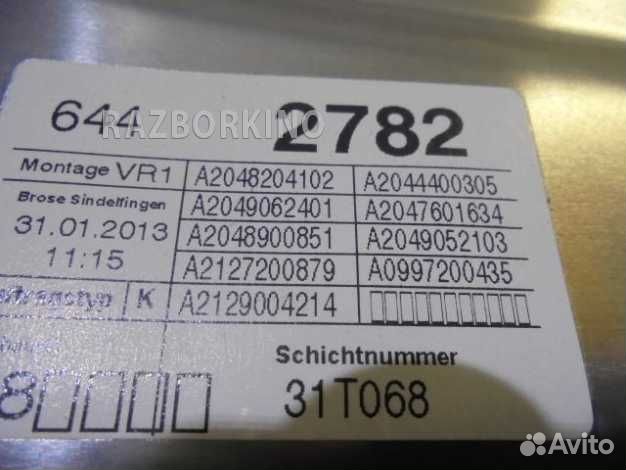 644 2782
RAZBORKINO
Montage VR1
A2048204102 A2044400305
Brose Sindelfingen
A2049062401 A2047601634
31.01.2013
A2048900851 A2049052103
11:15
A2127200879 A0997200435
K
A2129004214
Schichtnummer
8
31T068
Avito